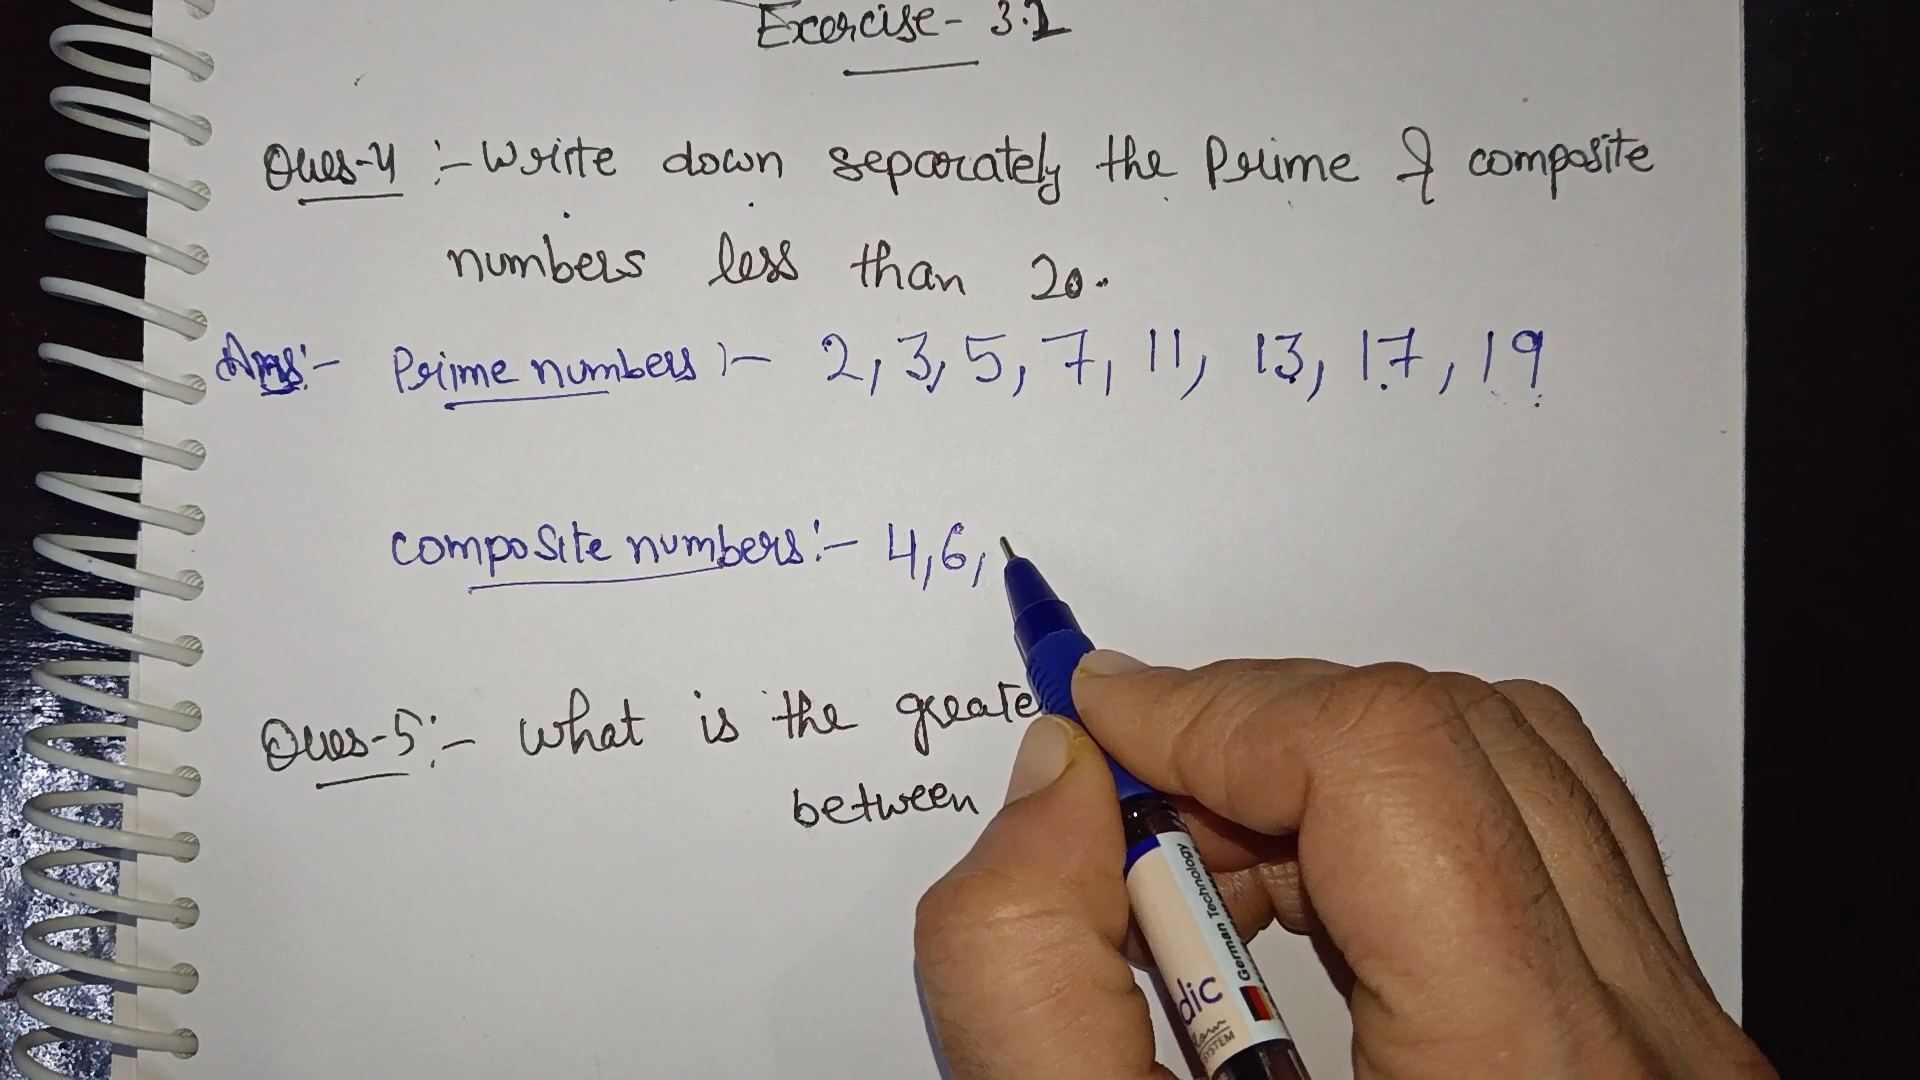 Exercise - 3.2
Ques-4 :- Write down separately the Prime & composite
numbers less than 20.
Ans:- Prime numbers :- 2, 3, 5, 7, 11, 13, 17, 19
composite numbers:- 4, 6,
Ques-5:- What is the greate
between
German Technology
dic
SYSTEM